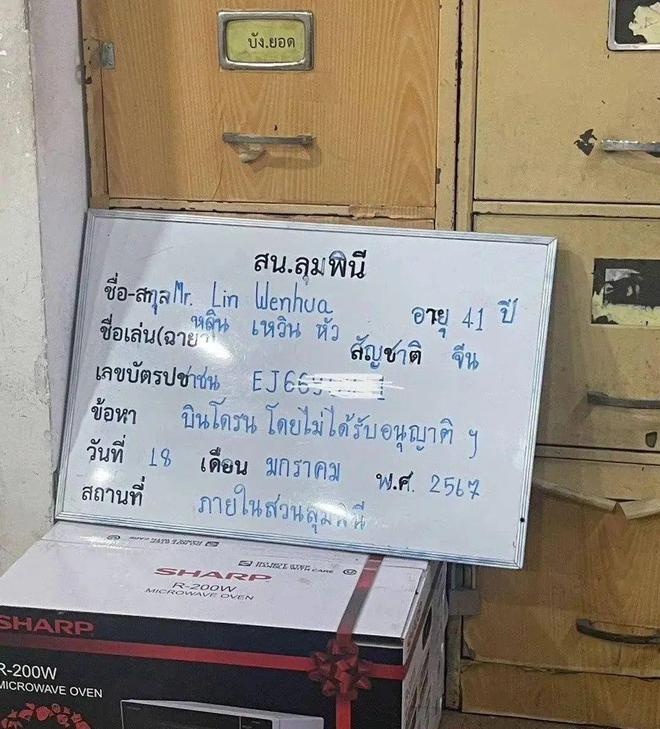 บัง.ยอด
สน.ลุมพินี
ชื่อ-สกุล Mr. Lin Wenhua อายุ 41 ปี
หลิน เหวิน หัว
ชื่อเล่น(ฉายา) สัญชาติ จีน
เลขบัตรปชาชน EJ66
ข้อหา บินโดรน โดยไม่ได้รับอนุญาติ ฯ
วันที่ 18 เดือน มกราคม พ.ศ. 2567
สถานที่ ภายในสวนลุมพินี
SHARP
R-200W
MICROWAVE OVEN
SHARP
R-200W
MICROWAVE OVEN